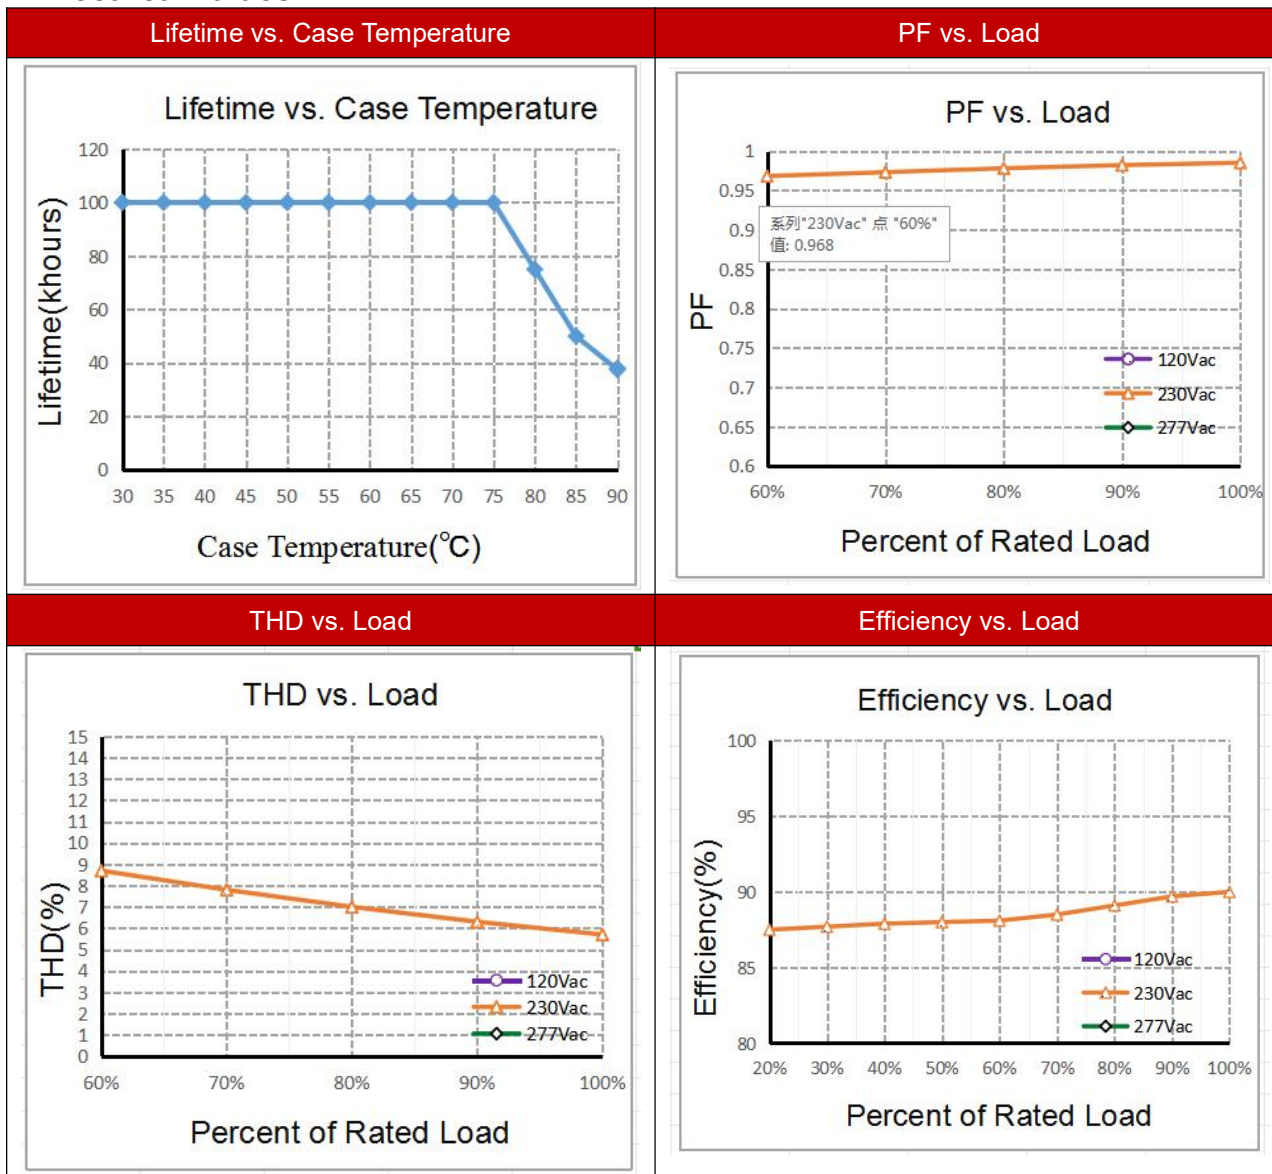 Lifetime vs. Case Temperature
PF vs. Load
Lifetime vs. Case Temperature
Lifetime(khours)
120
100
80
60
40
20
0
30 35 40 45 50 55 60 65 70 75 80 85 90
Case Temperature(℃)
PF vs. Load
PF
1
0.95
0.9
0.85
0.8
0.75
0.7
0.65
0.6
系列"230Vac" 点 "60%"
值: 0.968
120Vac
230Vac
277Vac
60% 70% 80% 90% 100%
Percent of Rated Load
THD vs. Load
Efficiency vs. Load
THD vs. Load
THD(%)
15
14
13
12
11
10
9
8
7
6
5
4
3
2
1
0
120Vac
230Vac
277Vac
60% 70% 80% 90% 100%
Percent of Rated Load
Efficiency vs. Load
Efficiency(%)
100
95
90
85
80
120Vac
230Vac
277Vac
20% 30% 40% 50% 60% 70% 80% 90% 100%
Percent of Rated Load